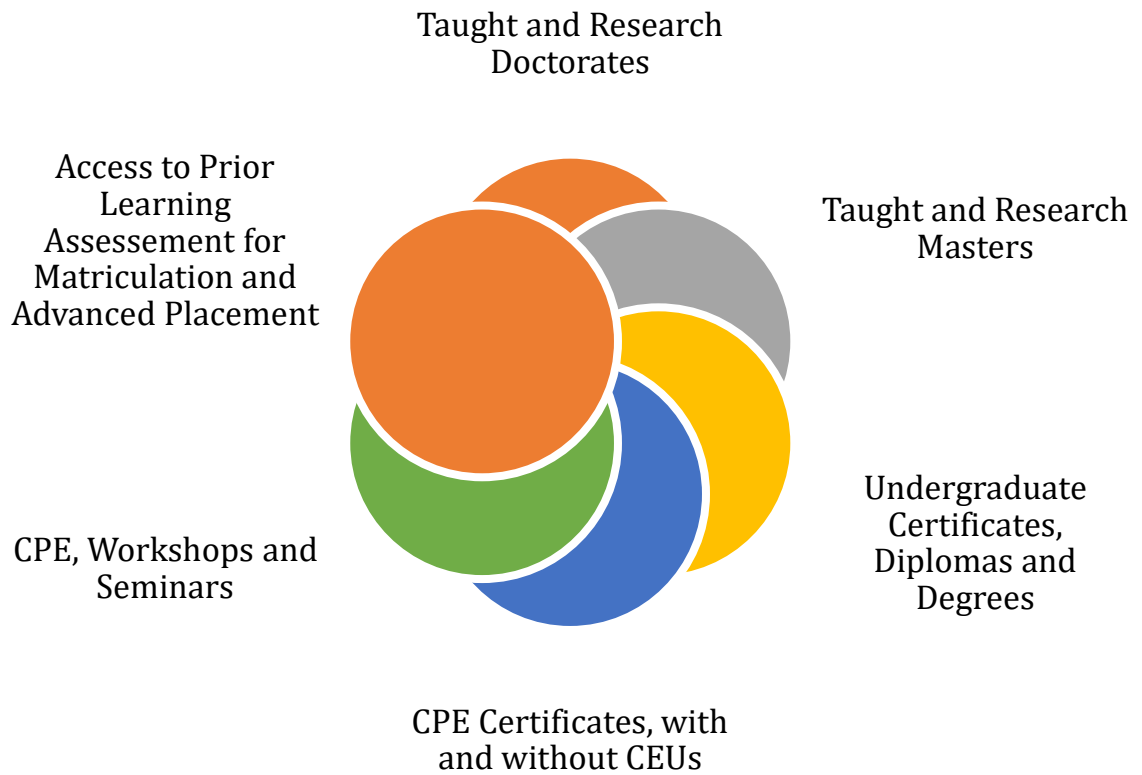 Taught and Research
Doctorates
Taught and Research
Masters
Undergraduate
Certificates,
Diplomas and
Degrees
CPE Certificates, with
and without CEUs
CPE, Workshops and
Seminars
Access to Prior
Learning
Assessement for
Matriculation and
Advanced Placement